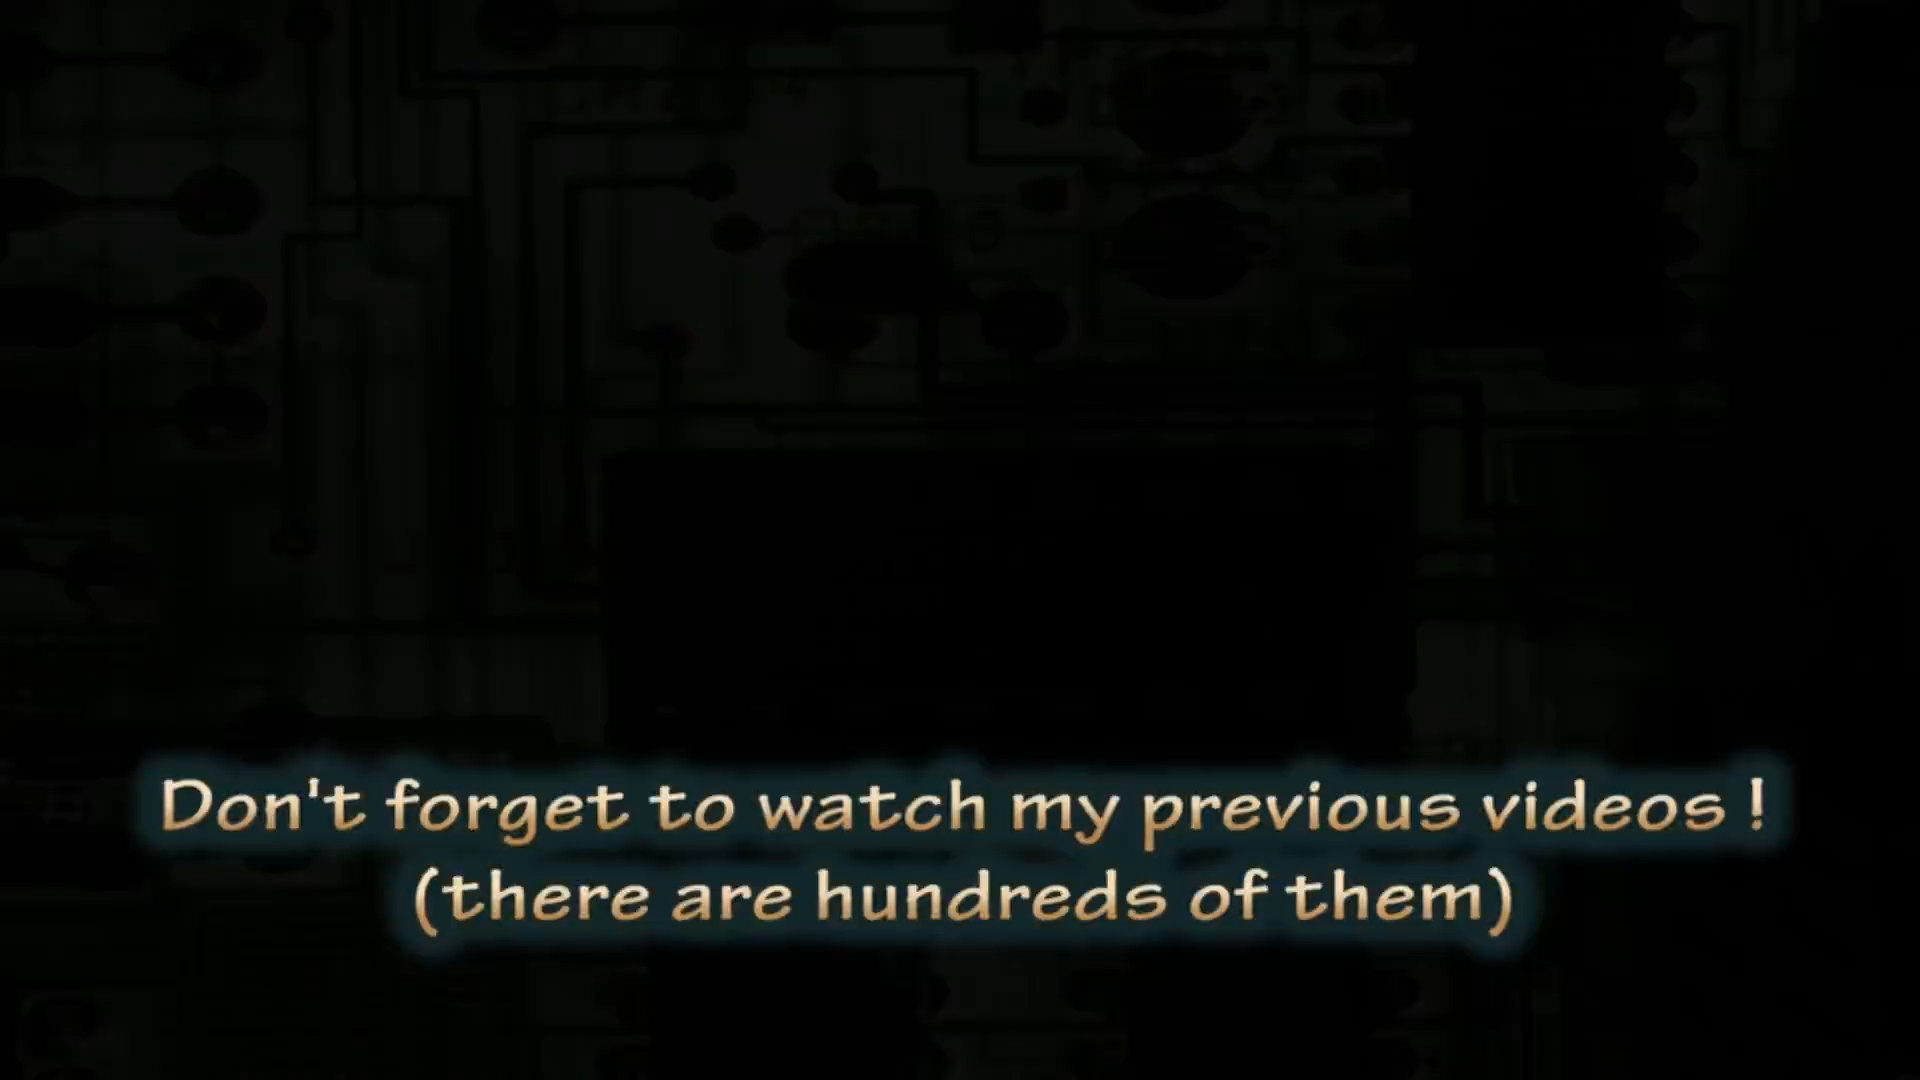 Don't forget to watch my previous videos !
(there are hundreds of them)